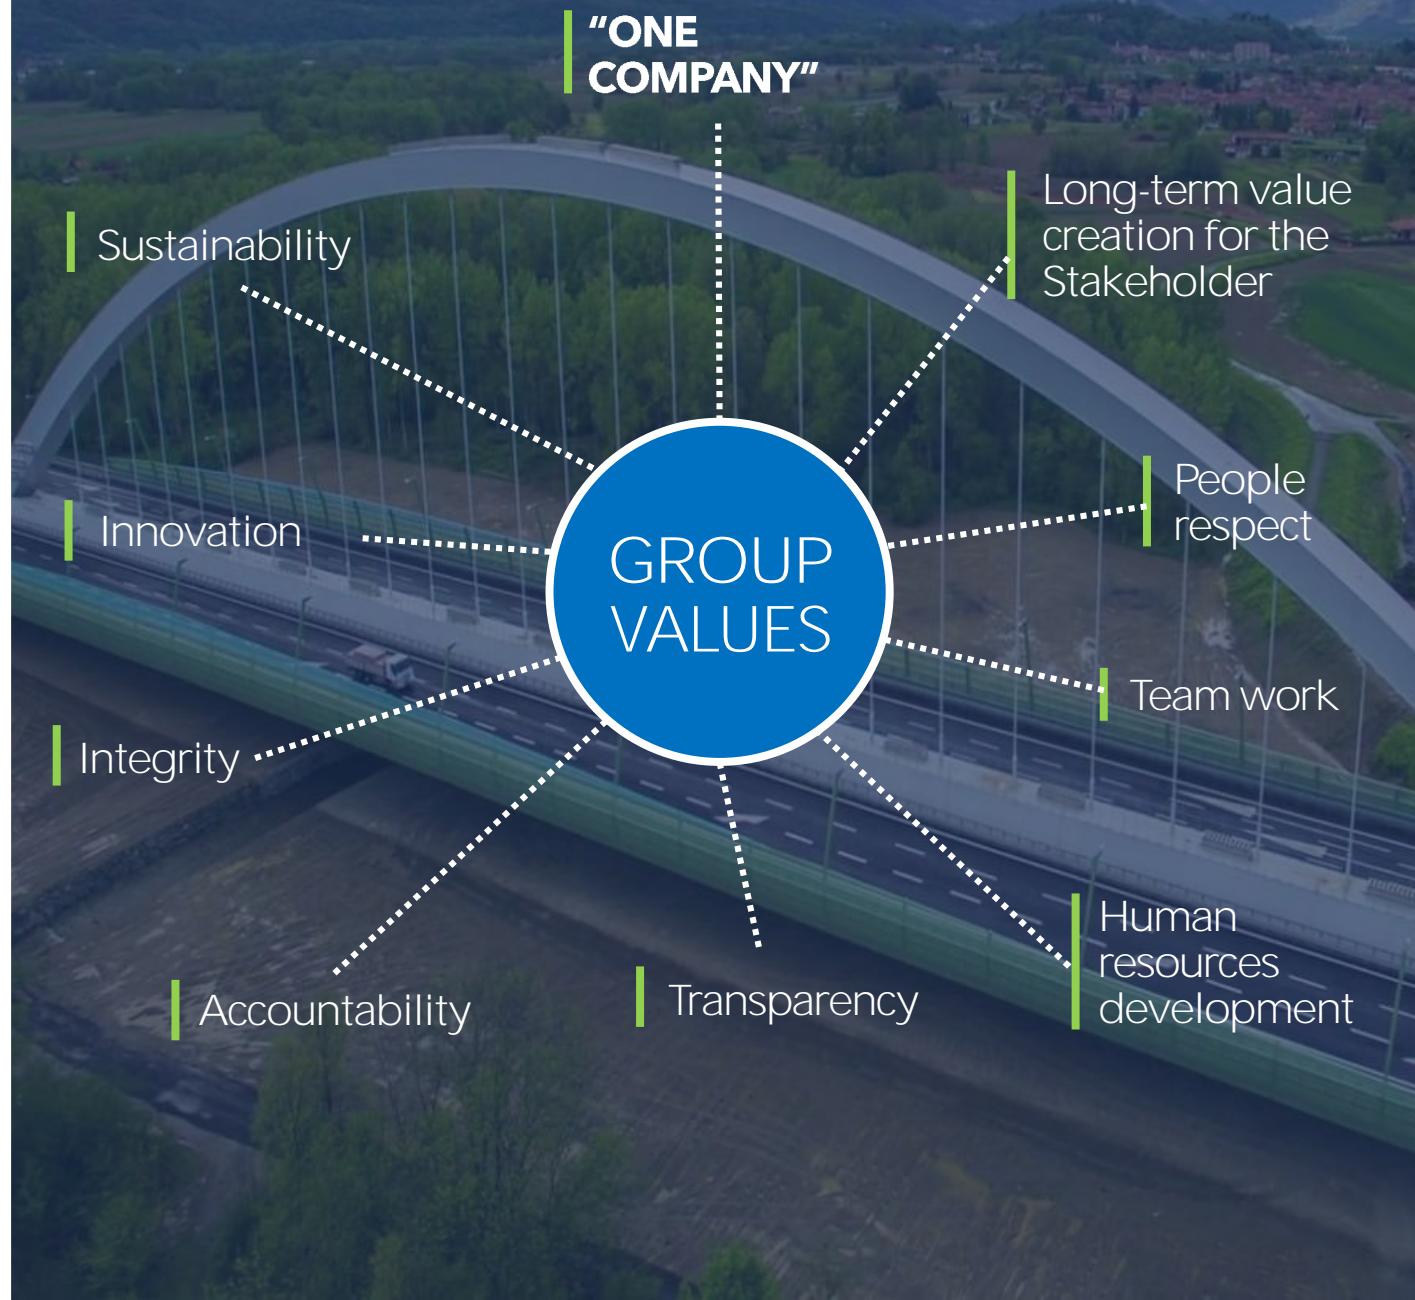 "ONE
COMPANY"
Long-term value
creation for the
Stakeholder
Sustainability
People
respect
Innovation
GROUP
VALUES
Team work
Integrity
Human
resources
development
Accountability
Transparency